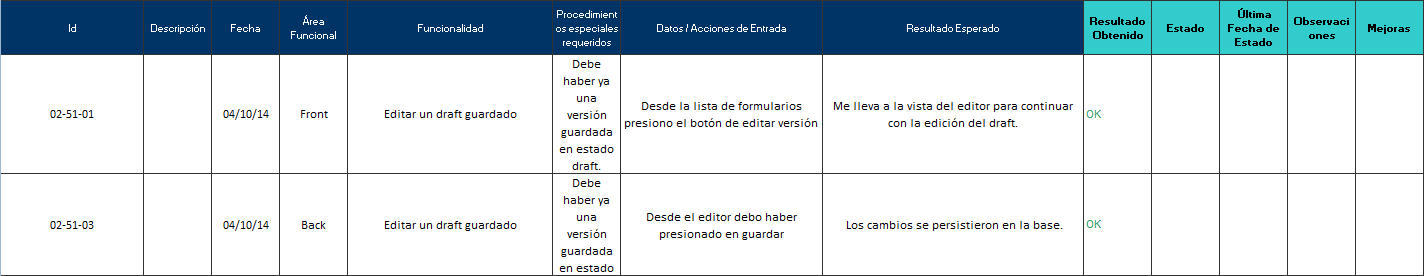 Id
Descripción
Fecha
Área
Funcional
Funcionalidad
Procedimient
os especiales
requeridos
Datos / Acciones de Entrada
Resultado Esperado
Resultado
Obtenido
Estado
Última
Fecha de
Estado
Observaci
ones
Mejoras
02-51-01
04/10/14
Front
Editar un draft guardado
Debe
haber ya
una
versión
guardada
en estado
draft.
Desde la lista de formularios
presiono el botón de editar versión
Me lleva a la vista del editor para continuar
con la edición del draft.
OK
02-51-03
04/10/14
Back
Editar un draft guardado
Debe
haber ya
una
versión
guardada
en estado
Desde el editor debo haber
presionado en guardar
Los cambios se persistieron en la base.
OK